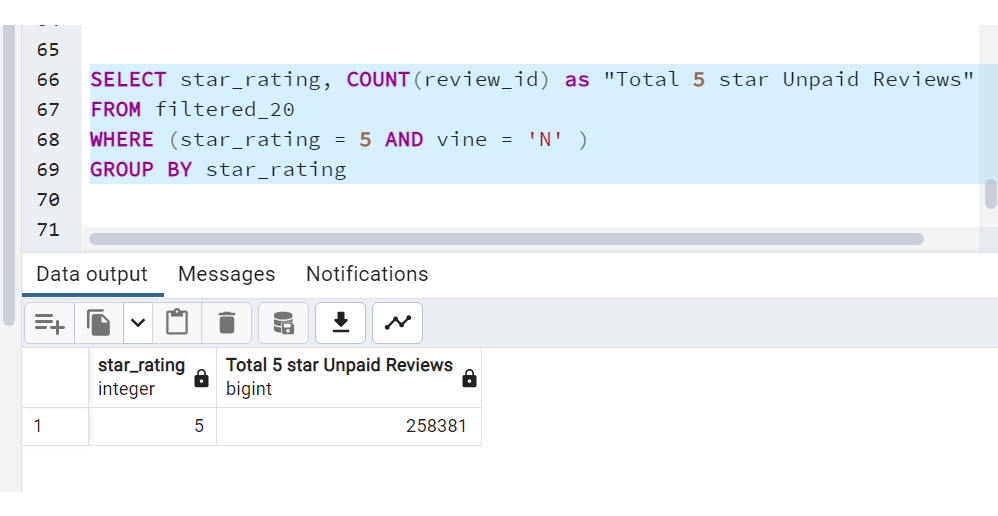 65
66 SELECT star_rating, COUNT(review_id) as "Total 5 star Unpaid Reviews"
67 FROM filtered_20
68 WHERE (star_rating = 5 AND vine = 'N' )
69 GROUP BY star_rating
70
71
Data output Messages Notifications
star_rating Total 5 star Unpaid Reviews
integer bigint
1 5 258381